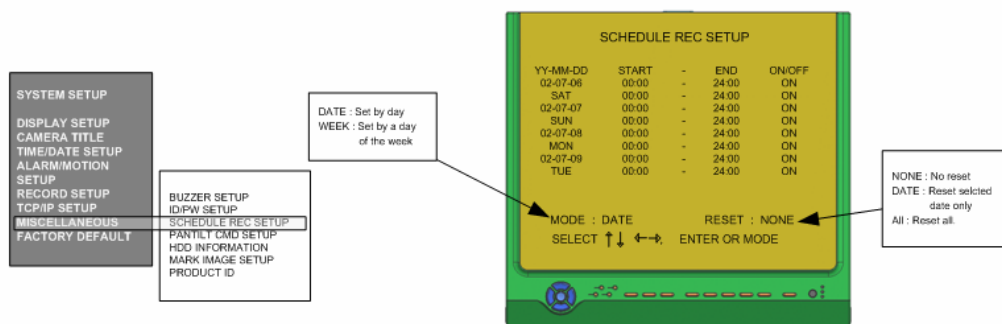 SYSTEM SETUP
DISPLAY SETUP
CAMERA TITLE
TIME/DATE SETUP
ALARM/MOTION
SETUP
RECORD SETUP
TCP/IP SETUP
MISCELLANEOUS
FACTORY DEFAULT
BUZZER SETUP
ID/PW SETUP
SCHEDULE REC SETUP
PANTILT CMD SETUP
HDD INFORMATION
MARK IMAGE SETUP
PRODUCT ID
DATE : Set by day
WEEK : Set by a day
of the week
SCHEDULE REC SETUP
YY-MM-DD START - END ON/OFF
02-07-06 00:00 - 24:00 ON
SAT 00:00 - 24:00 ON
02-07-07 00:00 - 24:00 ON
SUN 00:00 - 24:00 ON
02-07-08 00:00 - 24:00 ON
MON 00:00 - 24:00 ON
02-07-09 00:00 - 24:00 ON
TUE 00:00 - 24:00 ON
MODE : DATE RESET : NONE
SELECT ↑↓ ←→, ENTER OR MODE
NONE : No reset
DATE : Reset selcted
date only
All : Reset all.